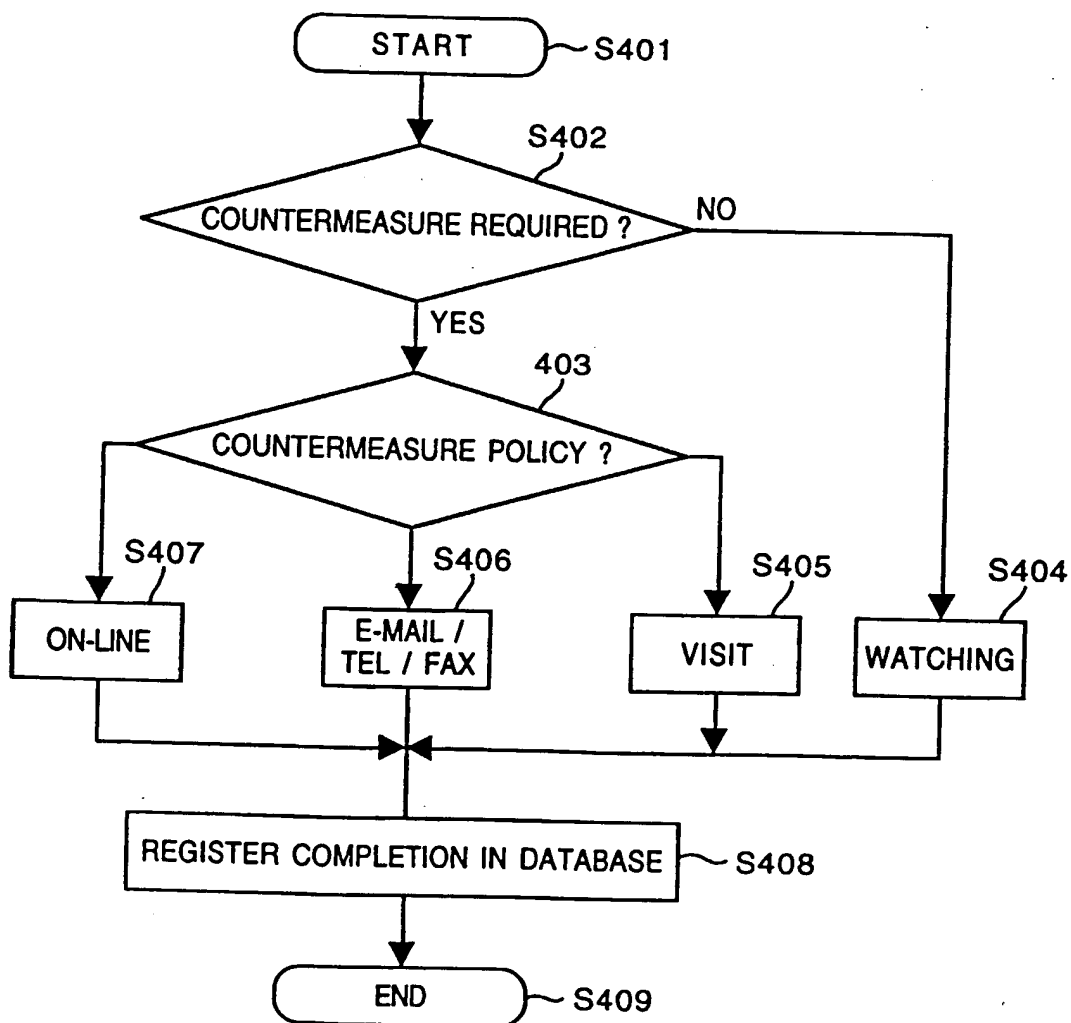 START
S401
S402
COUNTERMEASURE REQUIRED ?
NO
YES
403
COUNTERMEASURE POLICY ?
S407
S406
S405
S404
ON-LINE
E-MAIL /
TEL / FAX
VISIT
WATCHING
REGISTER COMPLETION IN DATABASE
S408
END
S409